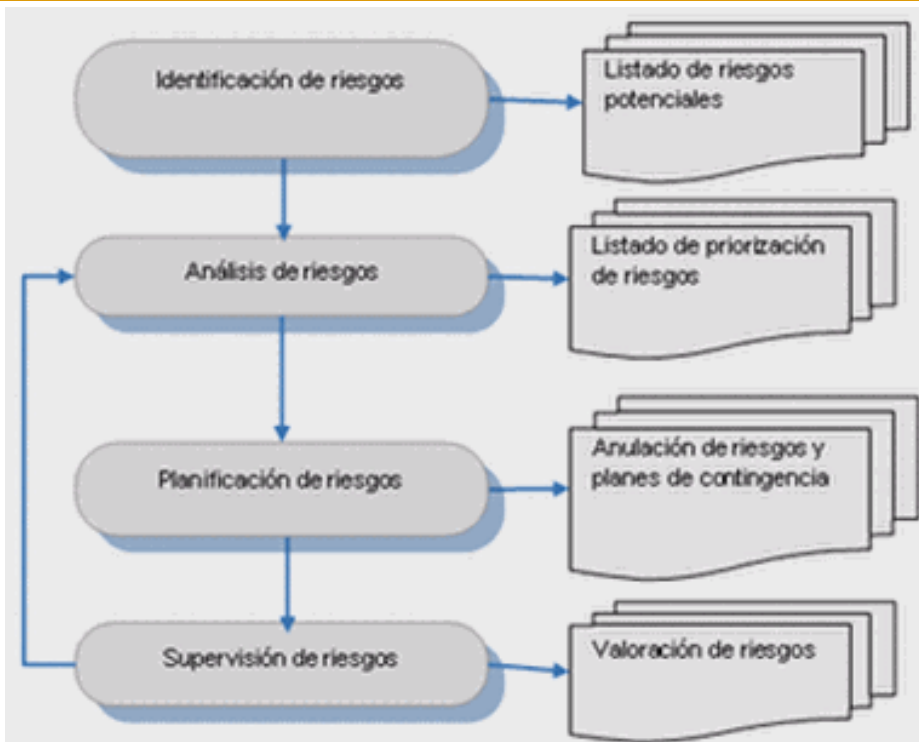 Identificación de riesgos
Listado de riesgos
potenciales
Análisis de riesgos
Listado de priorización
de riesgos
Planificación de riesgos
Anulación de riesgos y
planes de contingencia
Supervisión de riesgos
Valoración de riesgos